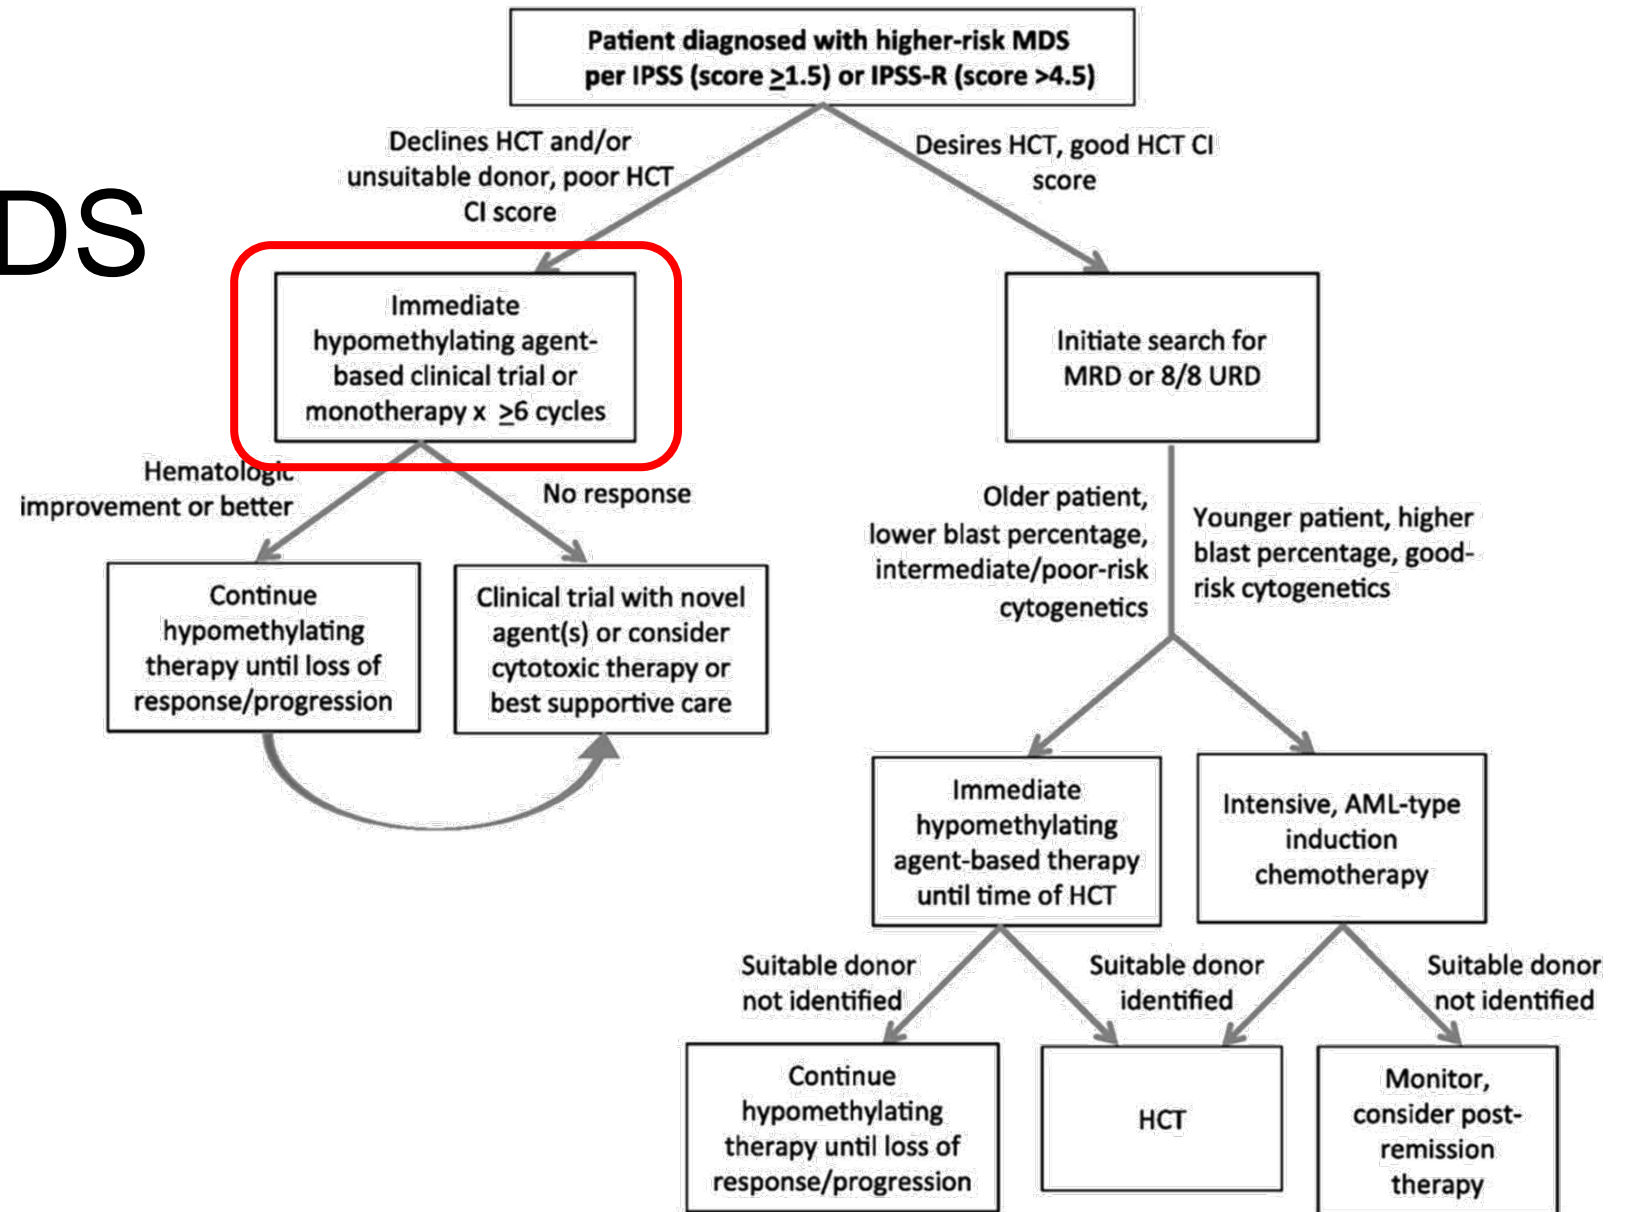 Patient diagnosed with higher-risk MDS
per IPSS (score ≥1.5) or IPSS-R (score >4.5)
Declines HCT and/or
unsuitable donor, poor HCT
CI score
Desires HCT, good HCT CI
score
DS
Immediate
hypomethylating agent-
based clinical trial or
monotherapy x ≥6 cycles
Initiate search for
MRD or 8/8 URD
Hematologic
improvement or better
No response
Older patient,
lower blast percentage,
intermediate/poor-risk
cytogenetics
Younger patient, higher
blast percentage, good-
risk cytogenetics
Continue
hypomethylating
therapy until loss of
response/progression
Clinical trial with novel
agent(s) or consider
cytotoxic therapy or
best supportive care
Immediate
hypomethylating
agent-based therapy
until time of HCT
Intensive, AML-type
induction
chemotherapy
Suitable donor
not identified
Suitable donor
identified
Suitable donor
not identified
Continue
hypomethylating
therapy until loss of
response/progression
HCT
Monitor,
consider post-
remission
therapy